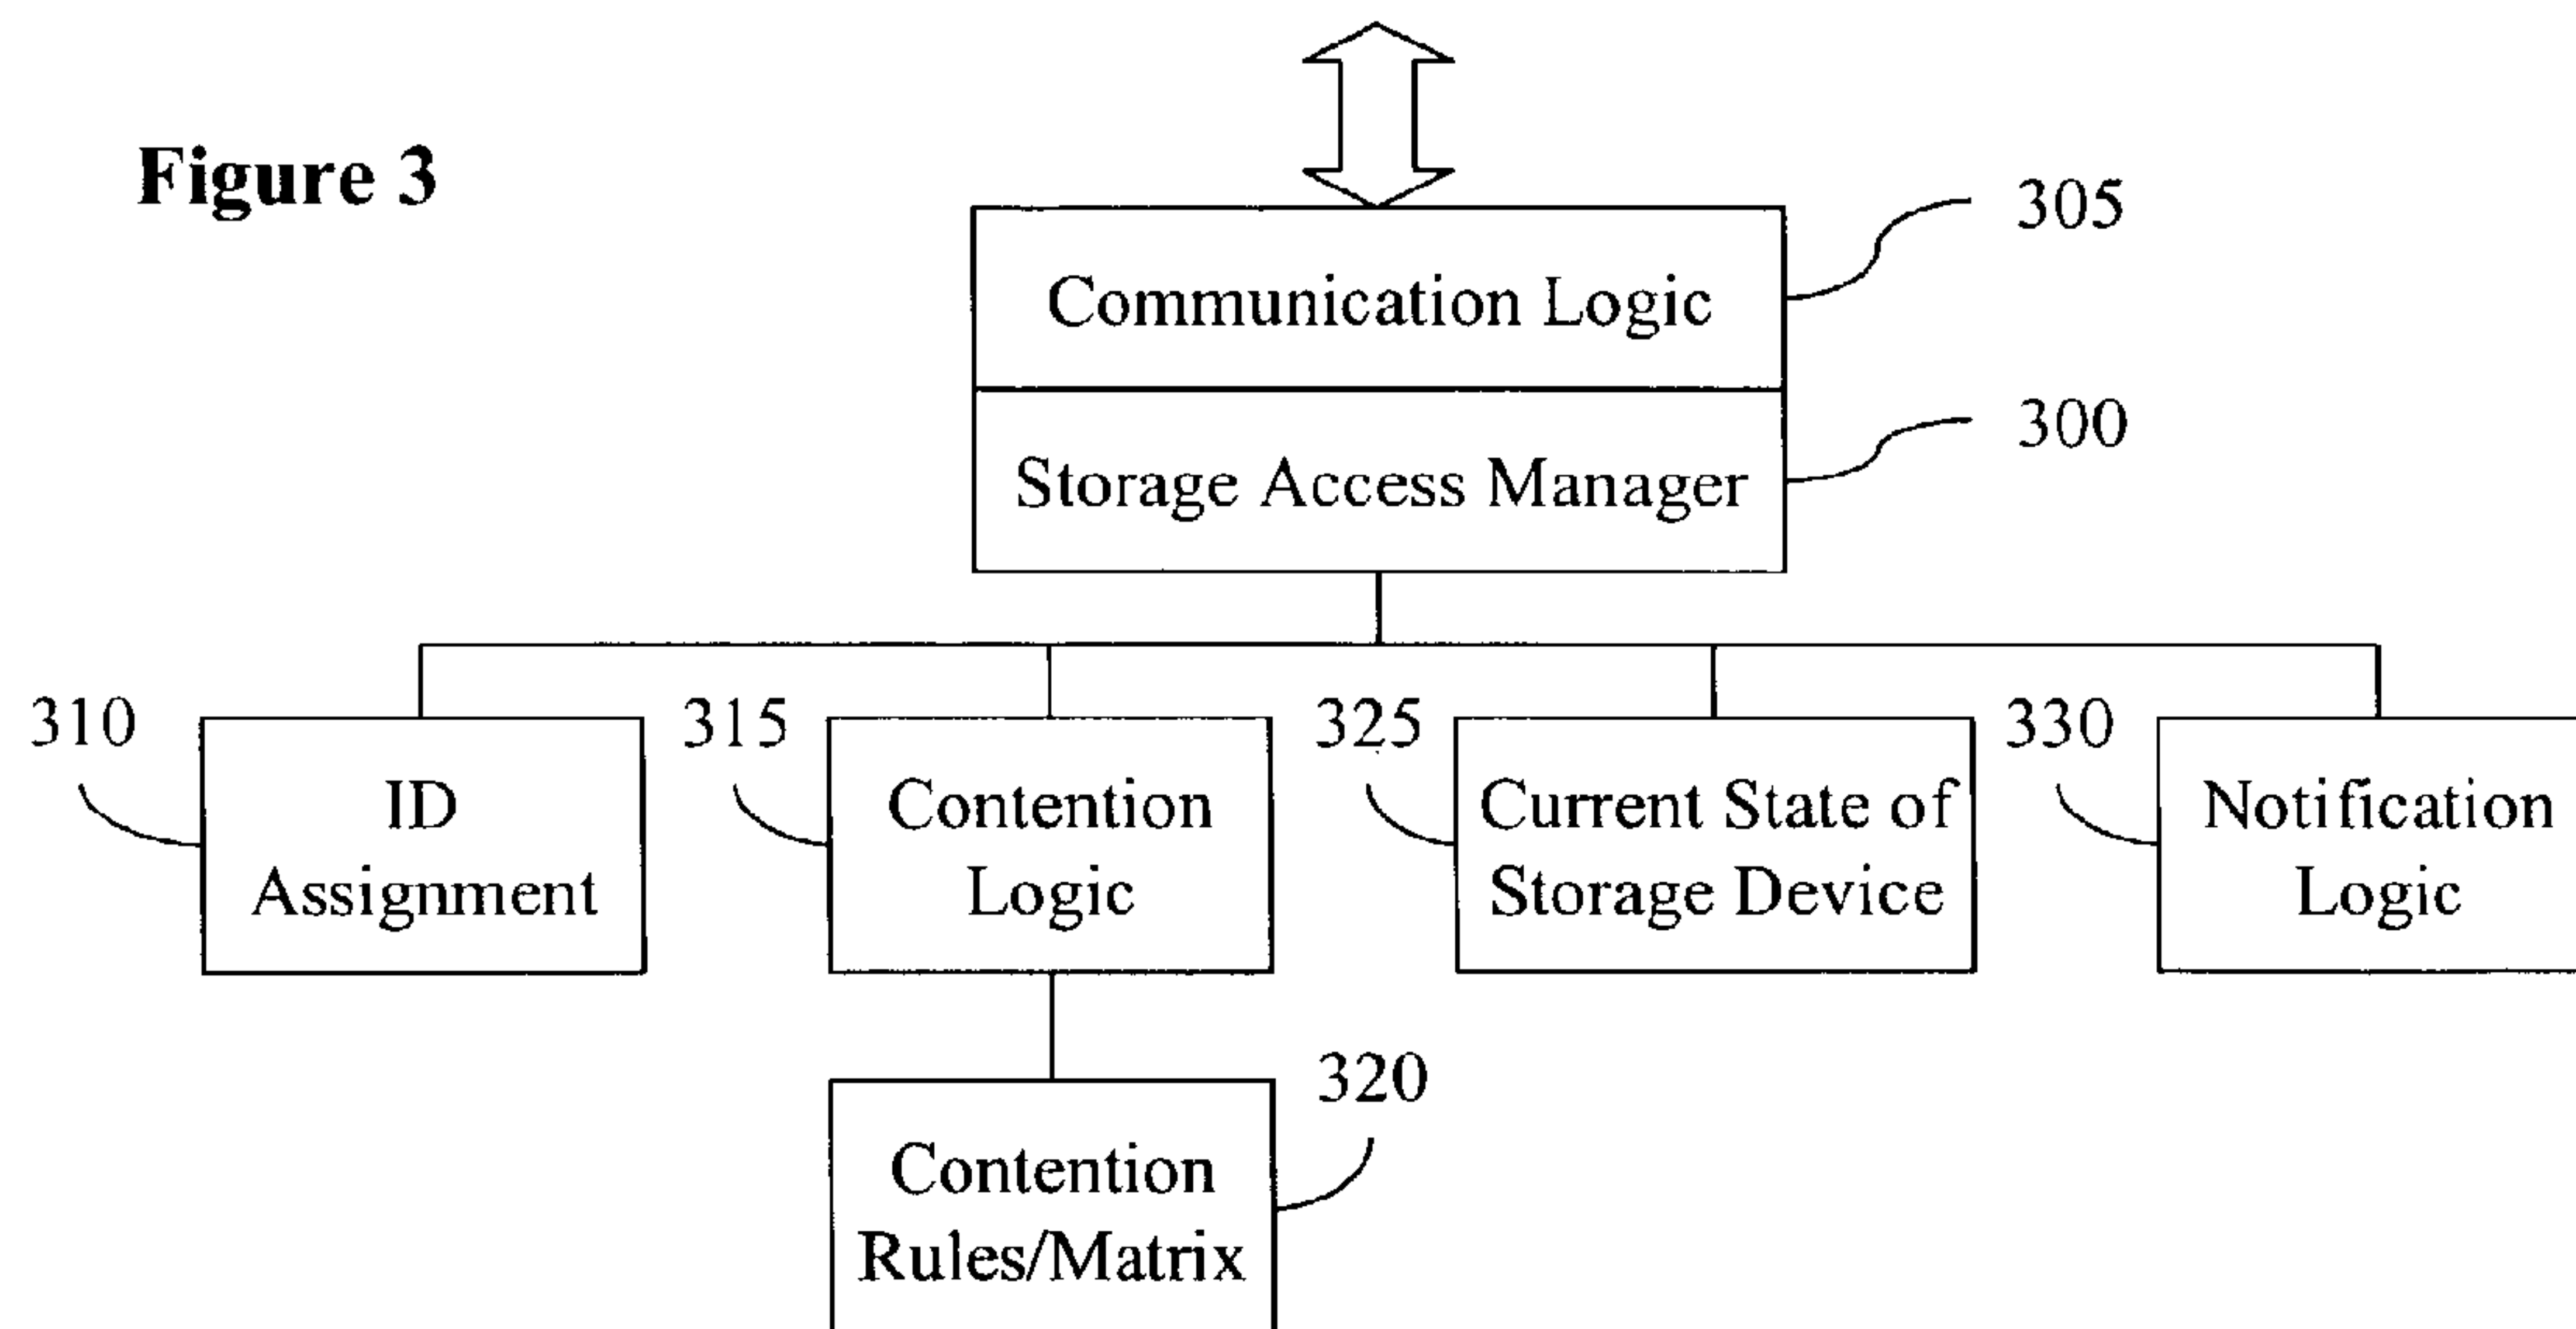 Figure 3
305
Communication Logic
300
Storage Access Manager
310
315
325
330
ID
Assignment
Contention
Logic
Current State of
Storage Device
Notification
Logic
320
Contention
Rules/Matrix